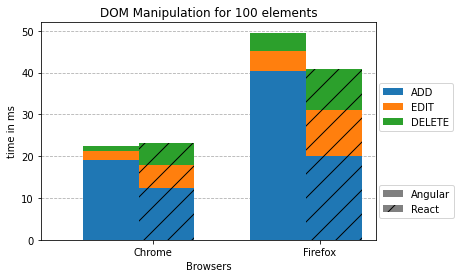 DOM Manipulation for 100 elements
50
40
30
20
10
0
time in ms
Chrome
Firefox
Browsers
ADD
EDIT
DELETE
Angular
React